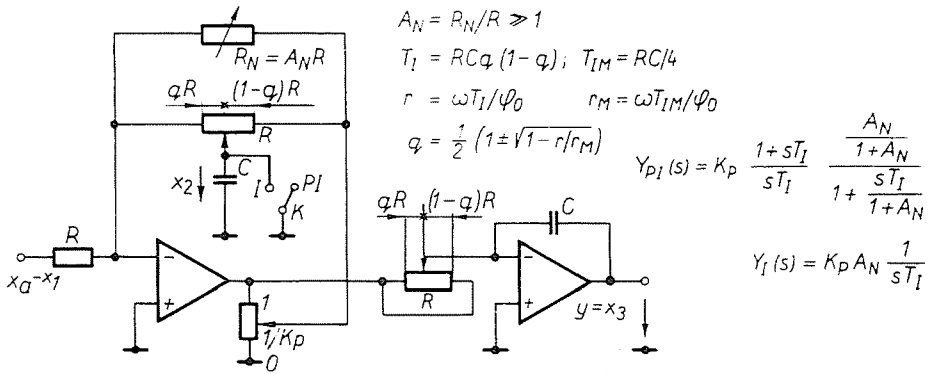 R_N = A_N R
qR (1-q)R
R
C
x_2
I
PI
K
R
x_a - x_1
−
+
1
1/K_p
0
qR (1-q)R
R
C
−
+
y = x_3
A_N = R_N/R ≫ 1
T_I = RCq(1-q); T_IM = RC/4
r = ωT_I/φ_0 r_M = ωT_IM/φ_0
q = 1/2 (1±√(1-r/r_M))
Y_PI(s) = K_p (1+sT_I)/(sT_I) (A_N/(1+A_N))/(1 + sT_I/(1+A_N))
Y_I(s) = K_p A_N 1/(sT_I)